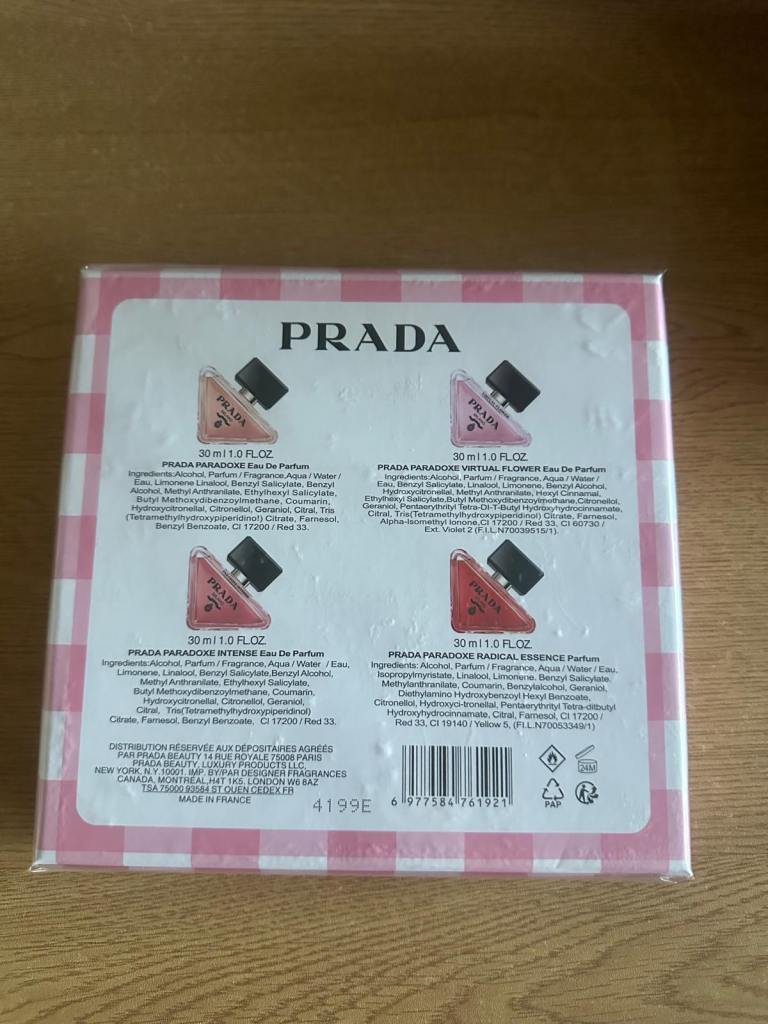 PRADA
PRADA
30 ml 1.0 FL.OZ.
PRADA PARADOXE Eau De Parfum
Ingredients:Alcohol, Parfum / Fragrance,Aqua / Water /
Eau, Limonene Linalool, Benzyl Salicylate, Benzyl
Alcohol, Methyl Anthranilate, Ethylhexyl Salicylate,
Butyl Methoxydibenzoylmethane, Coumarin,
Hydroxycitronellal, Citronellol, Geraniol, Citral, Tris
(Tetramethylhydroxypiperidinol) Citrate, Farnesol,
Benzyl Benzoate, CI 17200 / Red 33.
PRADA
30 ml 1.0 FL.OZ.
PRADA PARADOXE VIRTUAL FLOWER Eau De Parfum
Ingredients:Alcohol, Parfum / Fragrance, Aqua / Water /
Eau, Benzyl Salicylate, Linalool, Limonene, Benzyl Alcohol,
Hydroxycitronellal, Methyl Anthranilate, Hexyl Cinnamal,
Ethylhexyl Salicylate,Butyl Methoxydibenzoylmethane,Citronellol,
Geraniol, Pentaerythrityl Tetra-DI-T-Butyl Hydroxyhydrocinnamate,
Citral, Tris(Tetramethylhydroxypiperidinol) Citrate, Farnesol,
Alpha-Isomethyl Ionone,CI 17200 / Red 33, CI 60730 /
Ext. Violet 2 (F.I.L.N70039515/1).
PRADA
30 ml 1.0 FL.OZ.
PRADA PARADOXE INTENSE Eau De Parfum
Ingredients:Alcohol, Parfum / Fragrance, Aqua / Water / Eau,
Limonene, Linalool, Benzyl Salicylate,Benzyl Alcohol,
Methyl Anthranilate, Ethylhexyl Salicylate,
Butyl Methoxydibenzoylmethane, Coumarin.
Hydroxycitronellal, Citronellol, Geraniol,
Citral, Tris(Tetramethylhydroxypiperidinol)
Citrate, Farnesol, Benzyl Benzoate, CI 17200 / Red 33.
PRADA
30 ml 1.0 FL.OZ.
PRADA PARADOXE RADICAL ESSENCE Parfum
Ingredients: Alcohol, Parfum / Fragrance, Aqua / Water / Eau.
Isopropylmyristate, Linalool, Limonene. Benzyl Salicylate.
Methylanthranilate, Coumarin, Benzylalcohol, Geraniol,
Diethylamino Hydroxybenzoyl Hexyl Benzoate,
Citronellol, Hydroxyci-tronellal, Pentaerythrityl Tetra-ditbutyl
Hydroxyhydrocinnamate, Citral, Farnesol, CI 17200 /
Red 33, CI 19140 / Yellow 5, (F.I.L.N70053349/1)
DISTRIBUTION RÉSERVÉE AUX DÉPOSITAIRES AGRÉÉS
PAR PRADA BEAUTY 14 RUE ROYALE 75008 PARIS
PRADA BEAUTY, LUXURY PRODUCTS LLC,
NEW YORK, N.Y.10001. IMP. BY/PAR DESIGNER FRAGRANCES
CANADA, MONTRÉAL,H4T 1K5. LONDON W6 8AZ
TSA 75000 93584 ST OUEN CEDEX FR
MADE IN FRANCE
4199E
6 977584 761921
24M
PAP